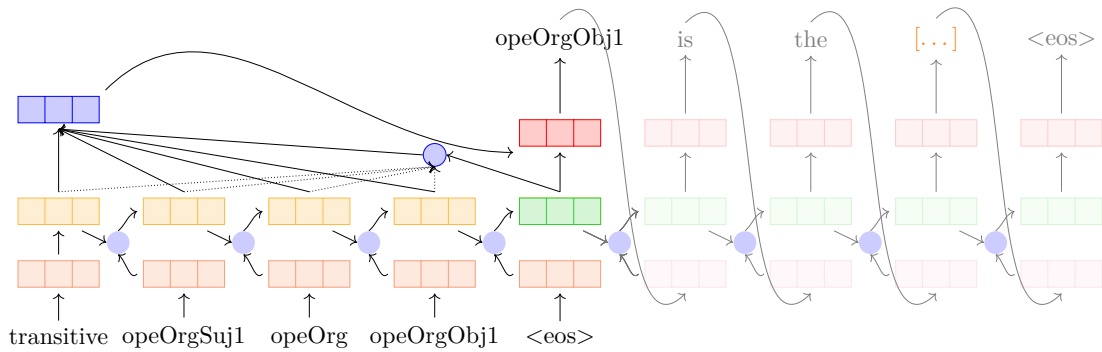 opeOrgObj1 is the [...] <eos>
transitive opeOrgSuj1 opeOrg opeOrgObj1 <eos>